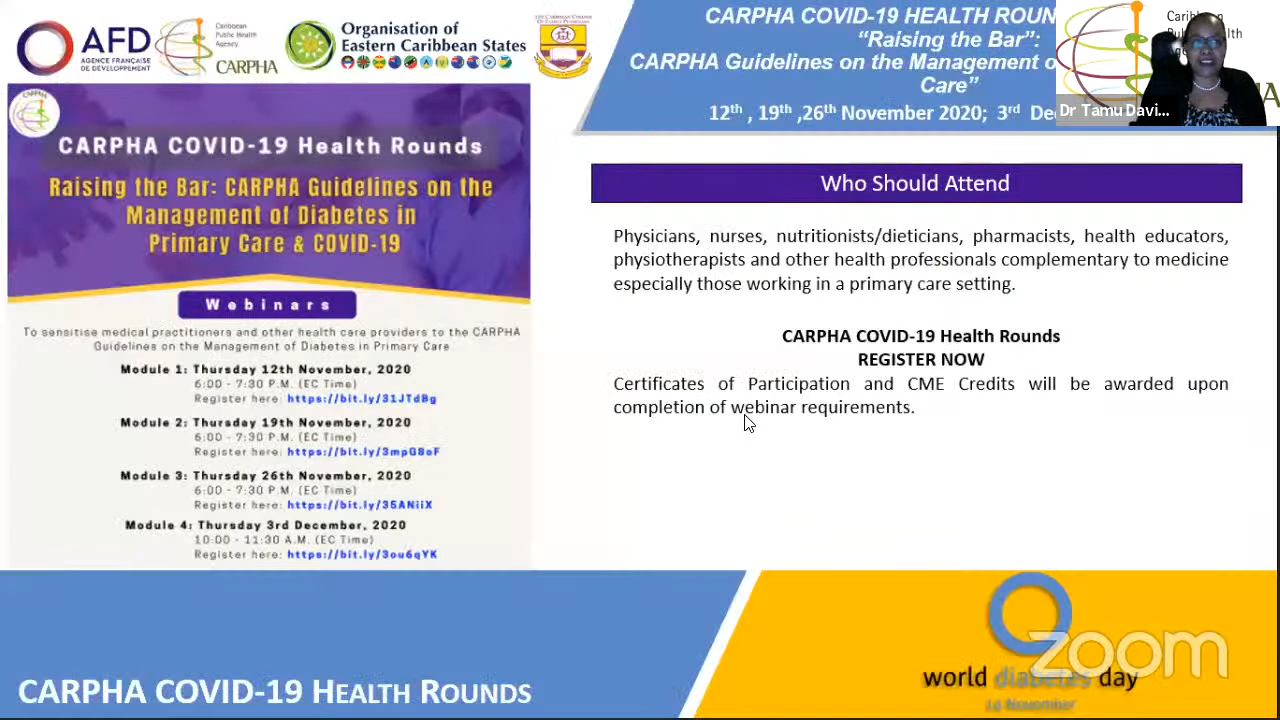 AFD
AGENCE FRANÇAISE
DE DÉVELOPPEMENT
Caribbean
Public Health
Agency
CARPHA
Organisation of
Eastern Caribbean States
CARPHA COVID-19 Health Rounds
Raising the Bar: CARPHA Guidelines on the
Management of Diabetes in
Primary Care & COVID-19
Webinars
To sensitise medical practitioners and other health care providers to the CARPHA
Guidelines on the Management of Diabetes in Primary Care
Module 1: Thursday 12th November, 2020
6:00 - 7:30 P.M. (EC Time)
Register here: https://bit.ly/31JTdBg
Module 2: Thursday 19th November, 2020
6:00 - 7:30 P.M. (EC Time)
Register here: https://bit.ly/3mpG8oF
Module 3: Thursday 26th November, 2020
6:00 - 7:30 P.M. (EC Time)
Register here: https://bit.ly/35ANiiX
Module 4: Thursday 3rd December, 2020
10:00 - 11:30 A.M. (EC Time)
Register here: https://bit.ly/3ou6qYK
CARPHA COVID-19 HEALTH ROUN
"Raising the Bar":
CARPHA Guidelines on the Management o
Care"
12th , 19th ,26th November 2020; 3rd De
Dr Tamu Davi...
Who Should Attend
Physicians, nurses, nutritionists/dieticians, pharmacists, health educators,
physiotherapists and other health professionals complementary to medicine
especially those working in a primary care setting.
CARPHA COVID-19 Health Rounds
REGISTER NOW
Certificates of Participation and CME Credits will be awarded upon
completion of webinar requirements.
CARPHA COVID-19 HEALTH ROUNDS
zoom
world diabetes day
14 November